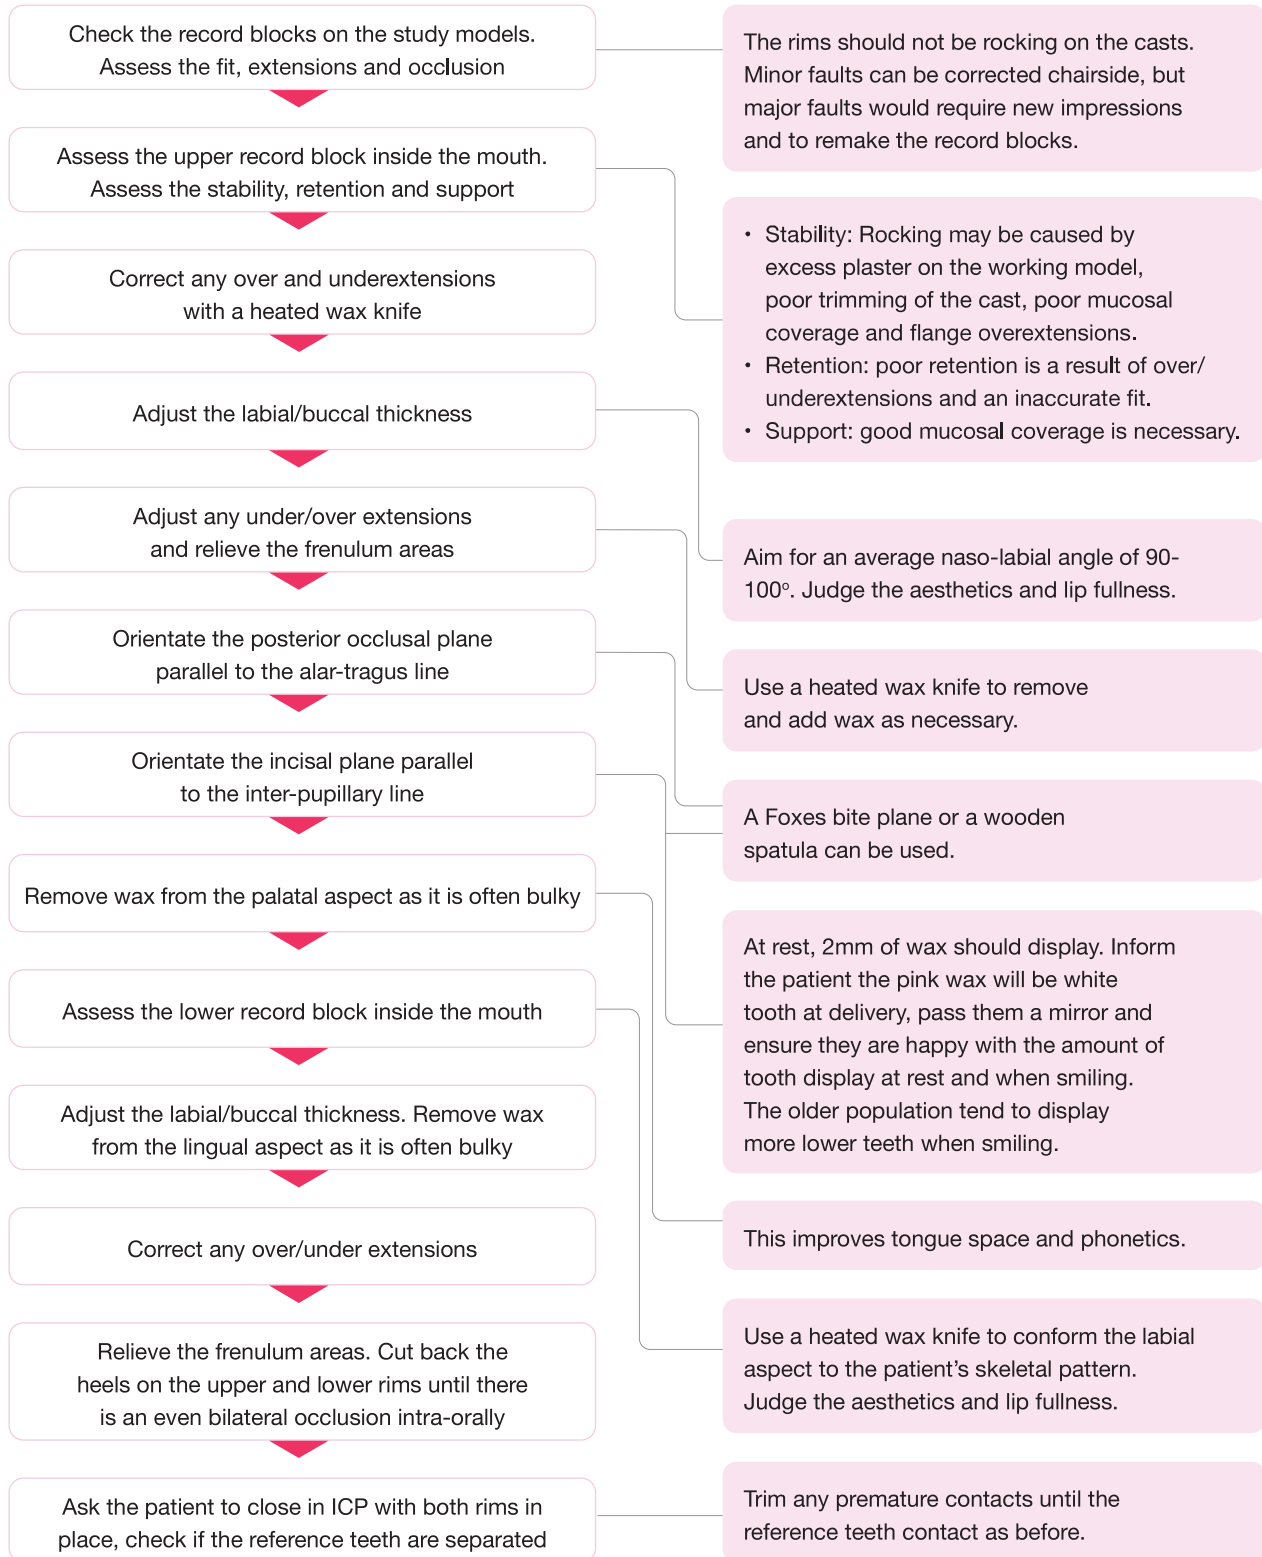 Check the record blocks on the study models.
Assess the fit, extensions and occlusion
The rims should not be rocking on the casts.
Minor faults can be corrected chairside, but
major faults would require new impressions
and to remake the record blocks.
Assess the upper record block inside the mouth.
Assess the stability, retention and support
• Stability: Rocking may be caused by
excess plaster on the working model,
poor trimming of the cast, poor mucosal
coverage and flange overextensions.
• Retention: poor retention is a result of over/
underextensions and an inaccurate fit.
• Support: good mucosal coverage is necessary.
Correct any over and underextensions
with a heated wax knife
Adjust the labial/buccal thickness
Aim for an average naso-labial angle of 90-
100°. Judge the aesthetics and lip fullness.
Adjust any under/over extensions
and relieve the frenulum areas
Use a heated wax knife to remove
and add wax as necessary.
Orientate the posterior occlusal plane
parallel to the alar-tragus line
A Foxes bite plane or a wooden
spatula can be used.
Orientate the incisal plane parallel
to the inter-pupillary line
At rest, 2mm of wax should display. Inform
the patient the pink wax will be white
tooth at delivery, pass them a mirror and
ensure they are happy with the amount of
tooth display at rest and when smiling.
The older population tend to display
more lower teeth when smiling.
Remove wax from the palatal aspect as it is often bulky
This improves tongue space and phonetics.
Assess the lower record block inside the mouth
Use a heated wax knife to conform the labial
aspect to the patient's skeletal pattern.
Judge the aesthetics and lip fullness.
Adjust the labial/buccal thickness. Remove wax
from the lingual aspect as it is often bulky
Correct any over/under extensions
Relieve the frenulum areas. Cut back the
heels on the upper and lower rims until there
is an even bilateral occlusion intra-orally
Ask the patient to close in ICP with both rims in
place, check if the reference teeth are separated
Trim any premature contacts until the
reference teeth contact as before.